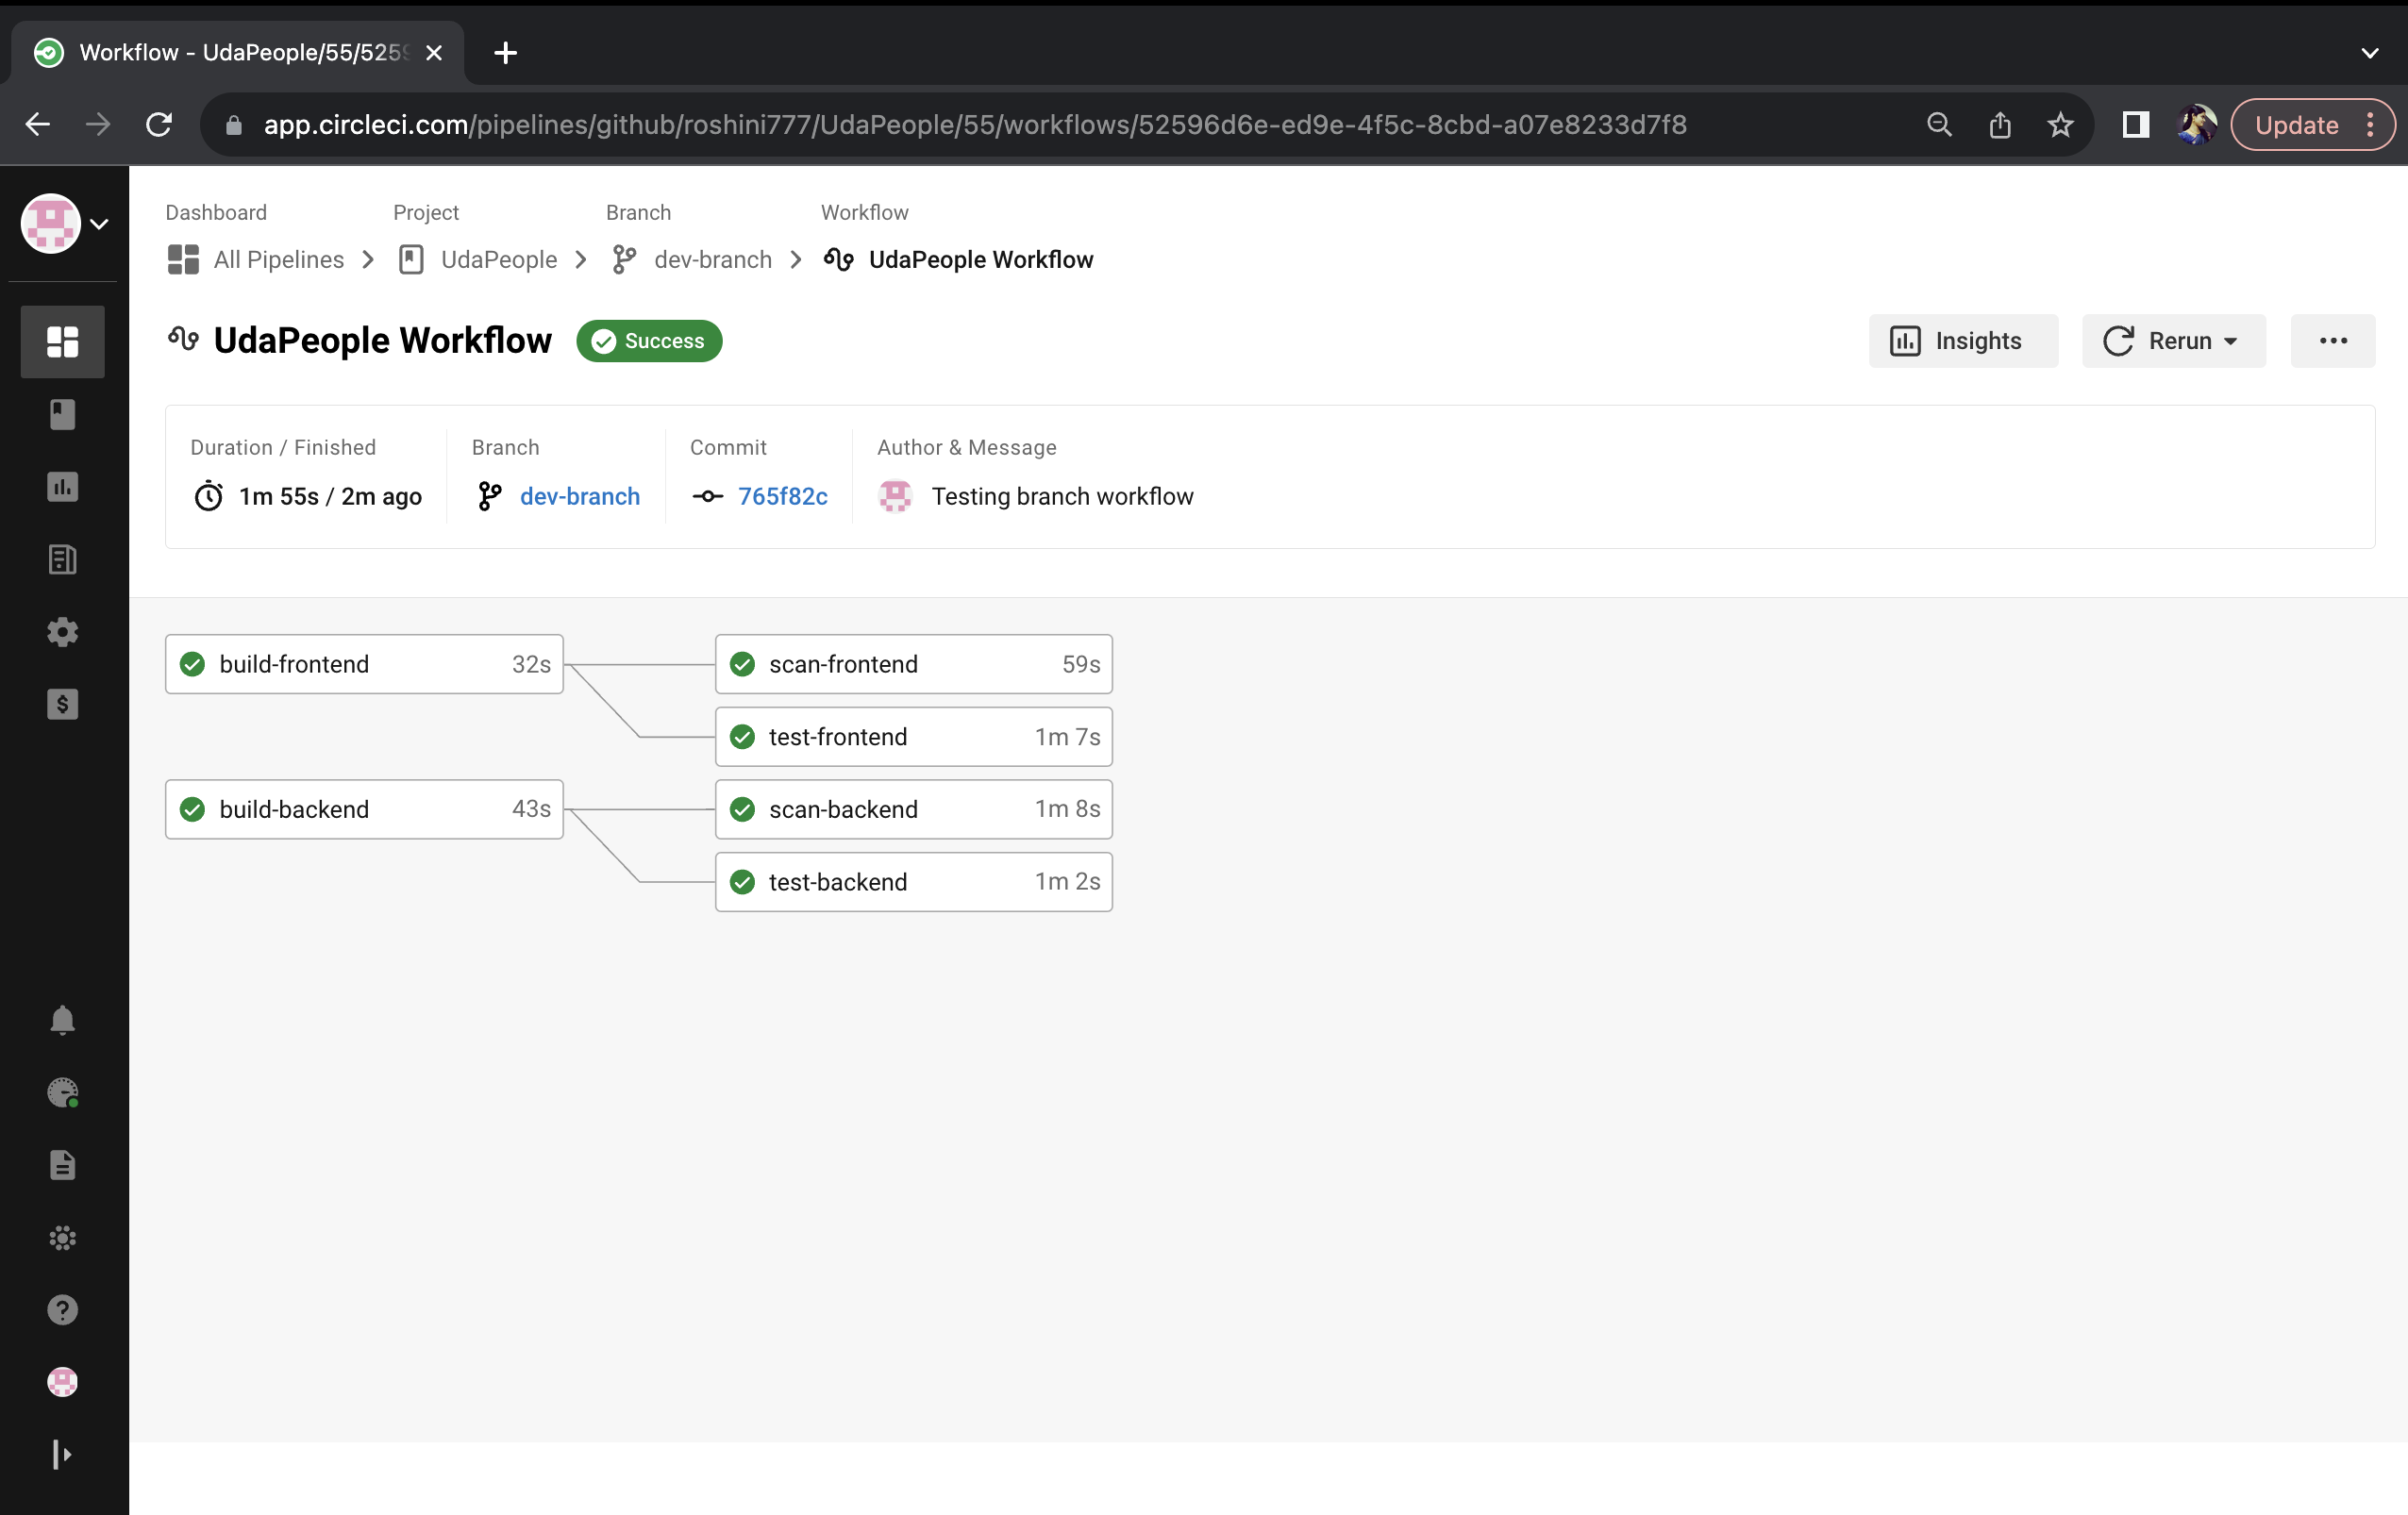 Workflow - UdaPeople/55/5259
app.circleci.com/pipelines/github/roshini777/UdaPeople/55/workflows/52596d6e-ed9e-4f5c-8cbd-a07e8233d7f8
Update
Dashboard Project Branch Workflow
All Pipelines UdaPeople dev-branch UdaPeople Workflow
UdaPeople Workflow Success Insights Rerun
Duration / Finished Branch Commit Author & Message
1m 55s / 2m ago dev-branch 765f82c Testing branch workflow
build-frontend 32s scan-frontend 59s
test-frontend 1m 7s
build-backend 43s scan-backend 1m 8s
test-backend 1m 2s